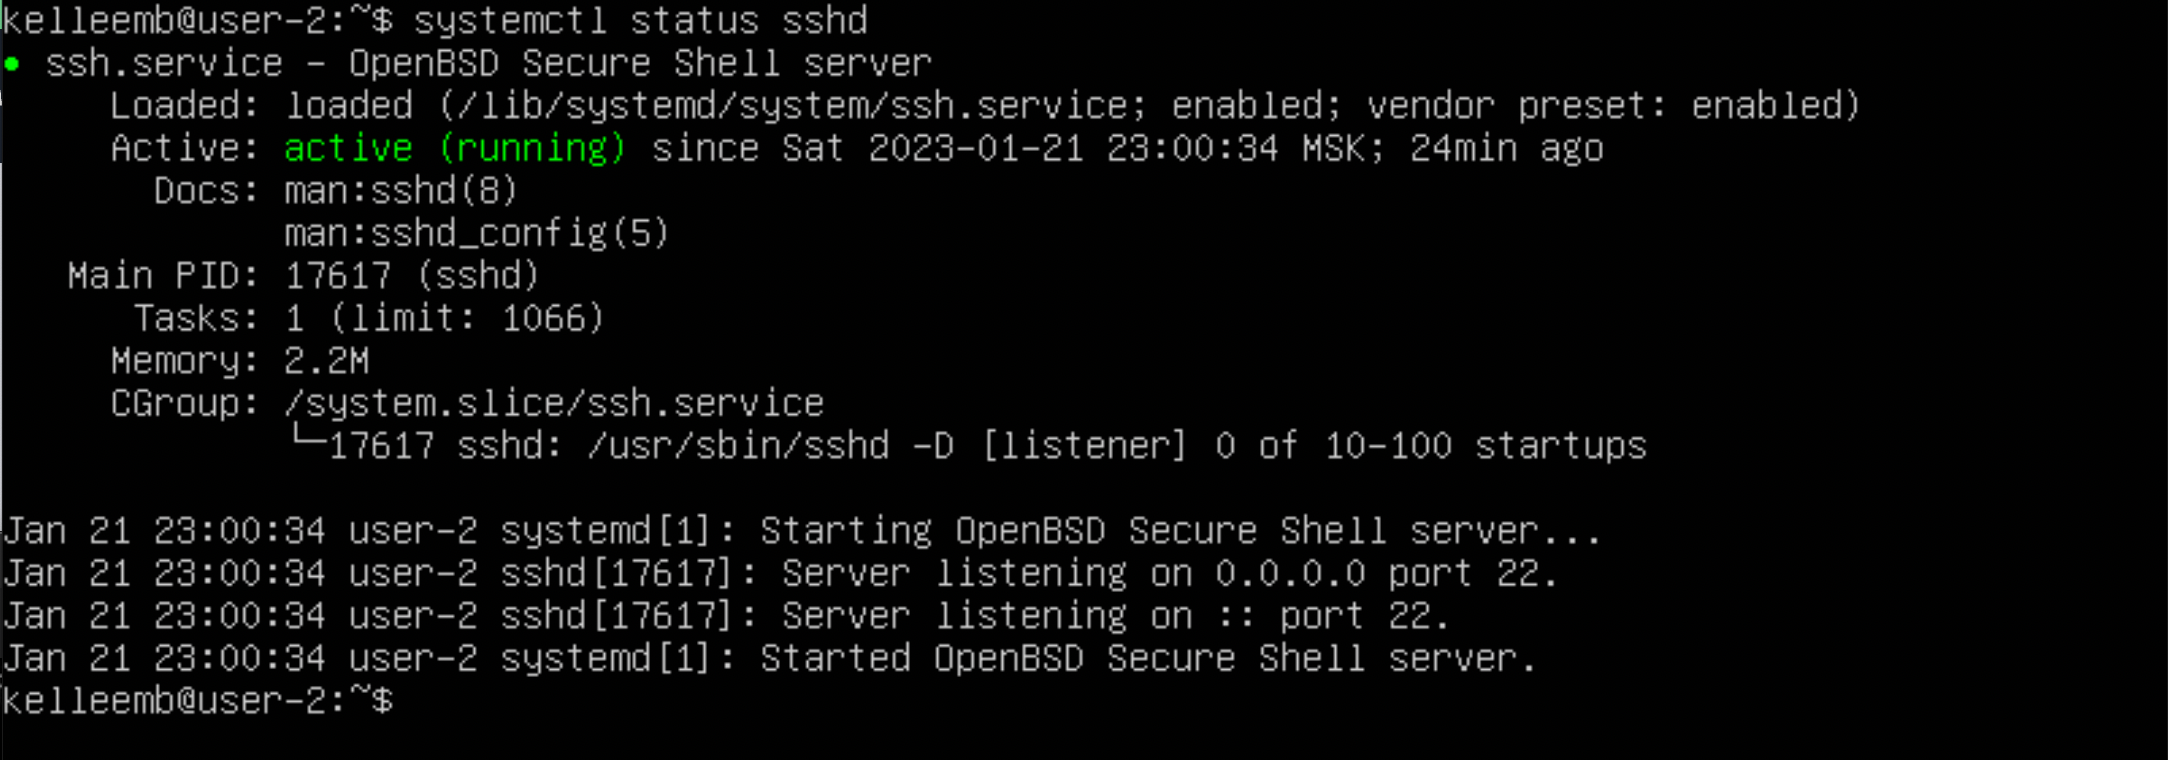 kelleemb@user-2:~$ systemctl status sshd
● ssh.service - OpenBSD Secure Shell server
     Loaded: loaded (/lib/systemd/system/ssh.service; enabled; vendor preset: enabled)
     Active: active (running) since Sat 2023-01-21 23:00:34 MSK; 24min ago
       Docs: man:sshd(8)
             man:sshd_config(5)
   Main PID: 17617 (sshd)
      Tasks: 1 (limit: 1066)
     Memory: 2.2M
     CGroup: /system.slice/ssh.service
             └─17617 sshd: /usr/sbin/sshd -D [listener] 0 of 10-100 startups

Jan 21 23:00:34 user-2 systemd[1]: Starting OpenBSD Secure Shell server...
Jan 21 23:00:34 user-2 sshd[17617]: Server listening on 0.0.0.0 port 22.
Jan 21 23:00:34 user-2 sshd[17617]: Server listening on :: port 22.
Jan 21 23:00:34 user-2 systemd[1]: Started OpenBSD Secure Shell server.
kelleemb@user-2:~$